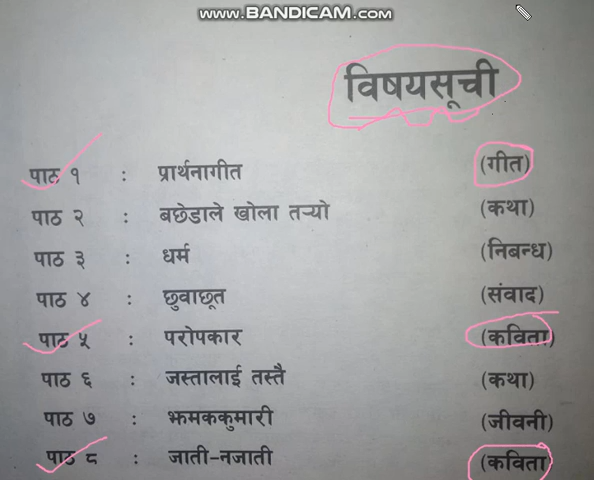 www.BANDICAM.com
विषयसूची
पाठ १ : प्रार्थनागीत (गीत)
पाठ २ : बछेडाले खोला तऱ्यो (कथा)
पाठ ३ : धर्म (निबन्ध)
पाठ ४ : छुवाछूत (संवाद)
पाठ ५ : परोपकार (कविता)
पाठ ६ : जस्तालाई तस्तै (कथा)
पाठ ७ : झमककुमारी (जीवनी)
पाठ ८ : जाती-नजाती (कविता)